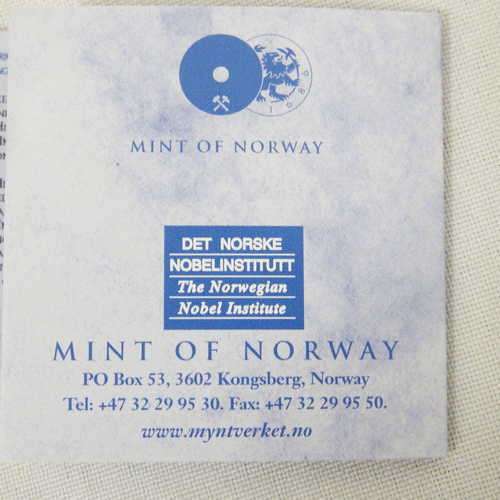 1686
MINT OF NORWAY
DET NORSKE
NOBELINSTITUTT
The Norwegian
Nobel Institute
MINT OF NORWAY
PO Box 53, 3602 Kongsberg, Norway
Tel: +47 32 29 95 30. Fax: +47 32 29 95 50.
www.myntverket.no